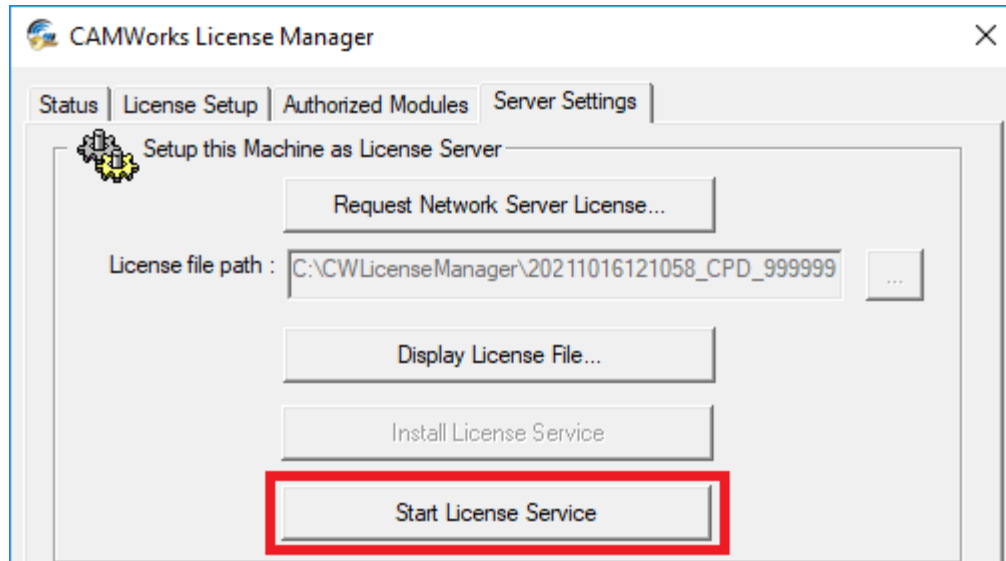 CAMWorks License Manager
Status License Setup Authorized Modules Server Settings
Setup this Machine as License Server
Request Network Server License...
License file path : C:\CWLicenseManager\20211016121058_CPD_999999 ...
Display License File...
Install License Service
Start License Service